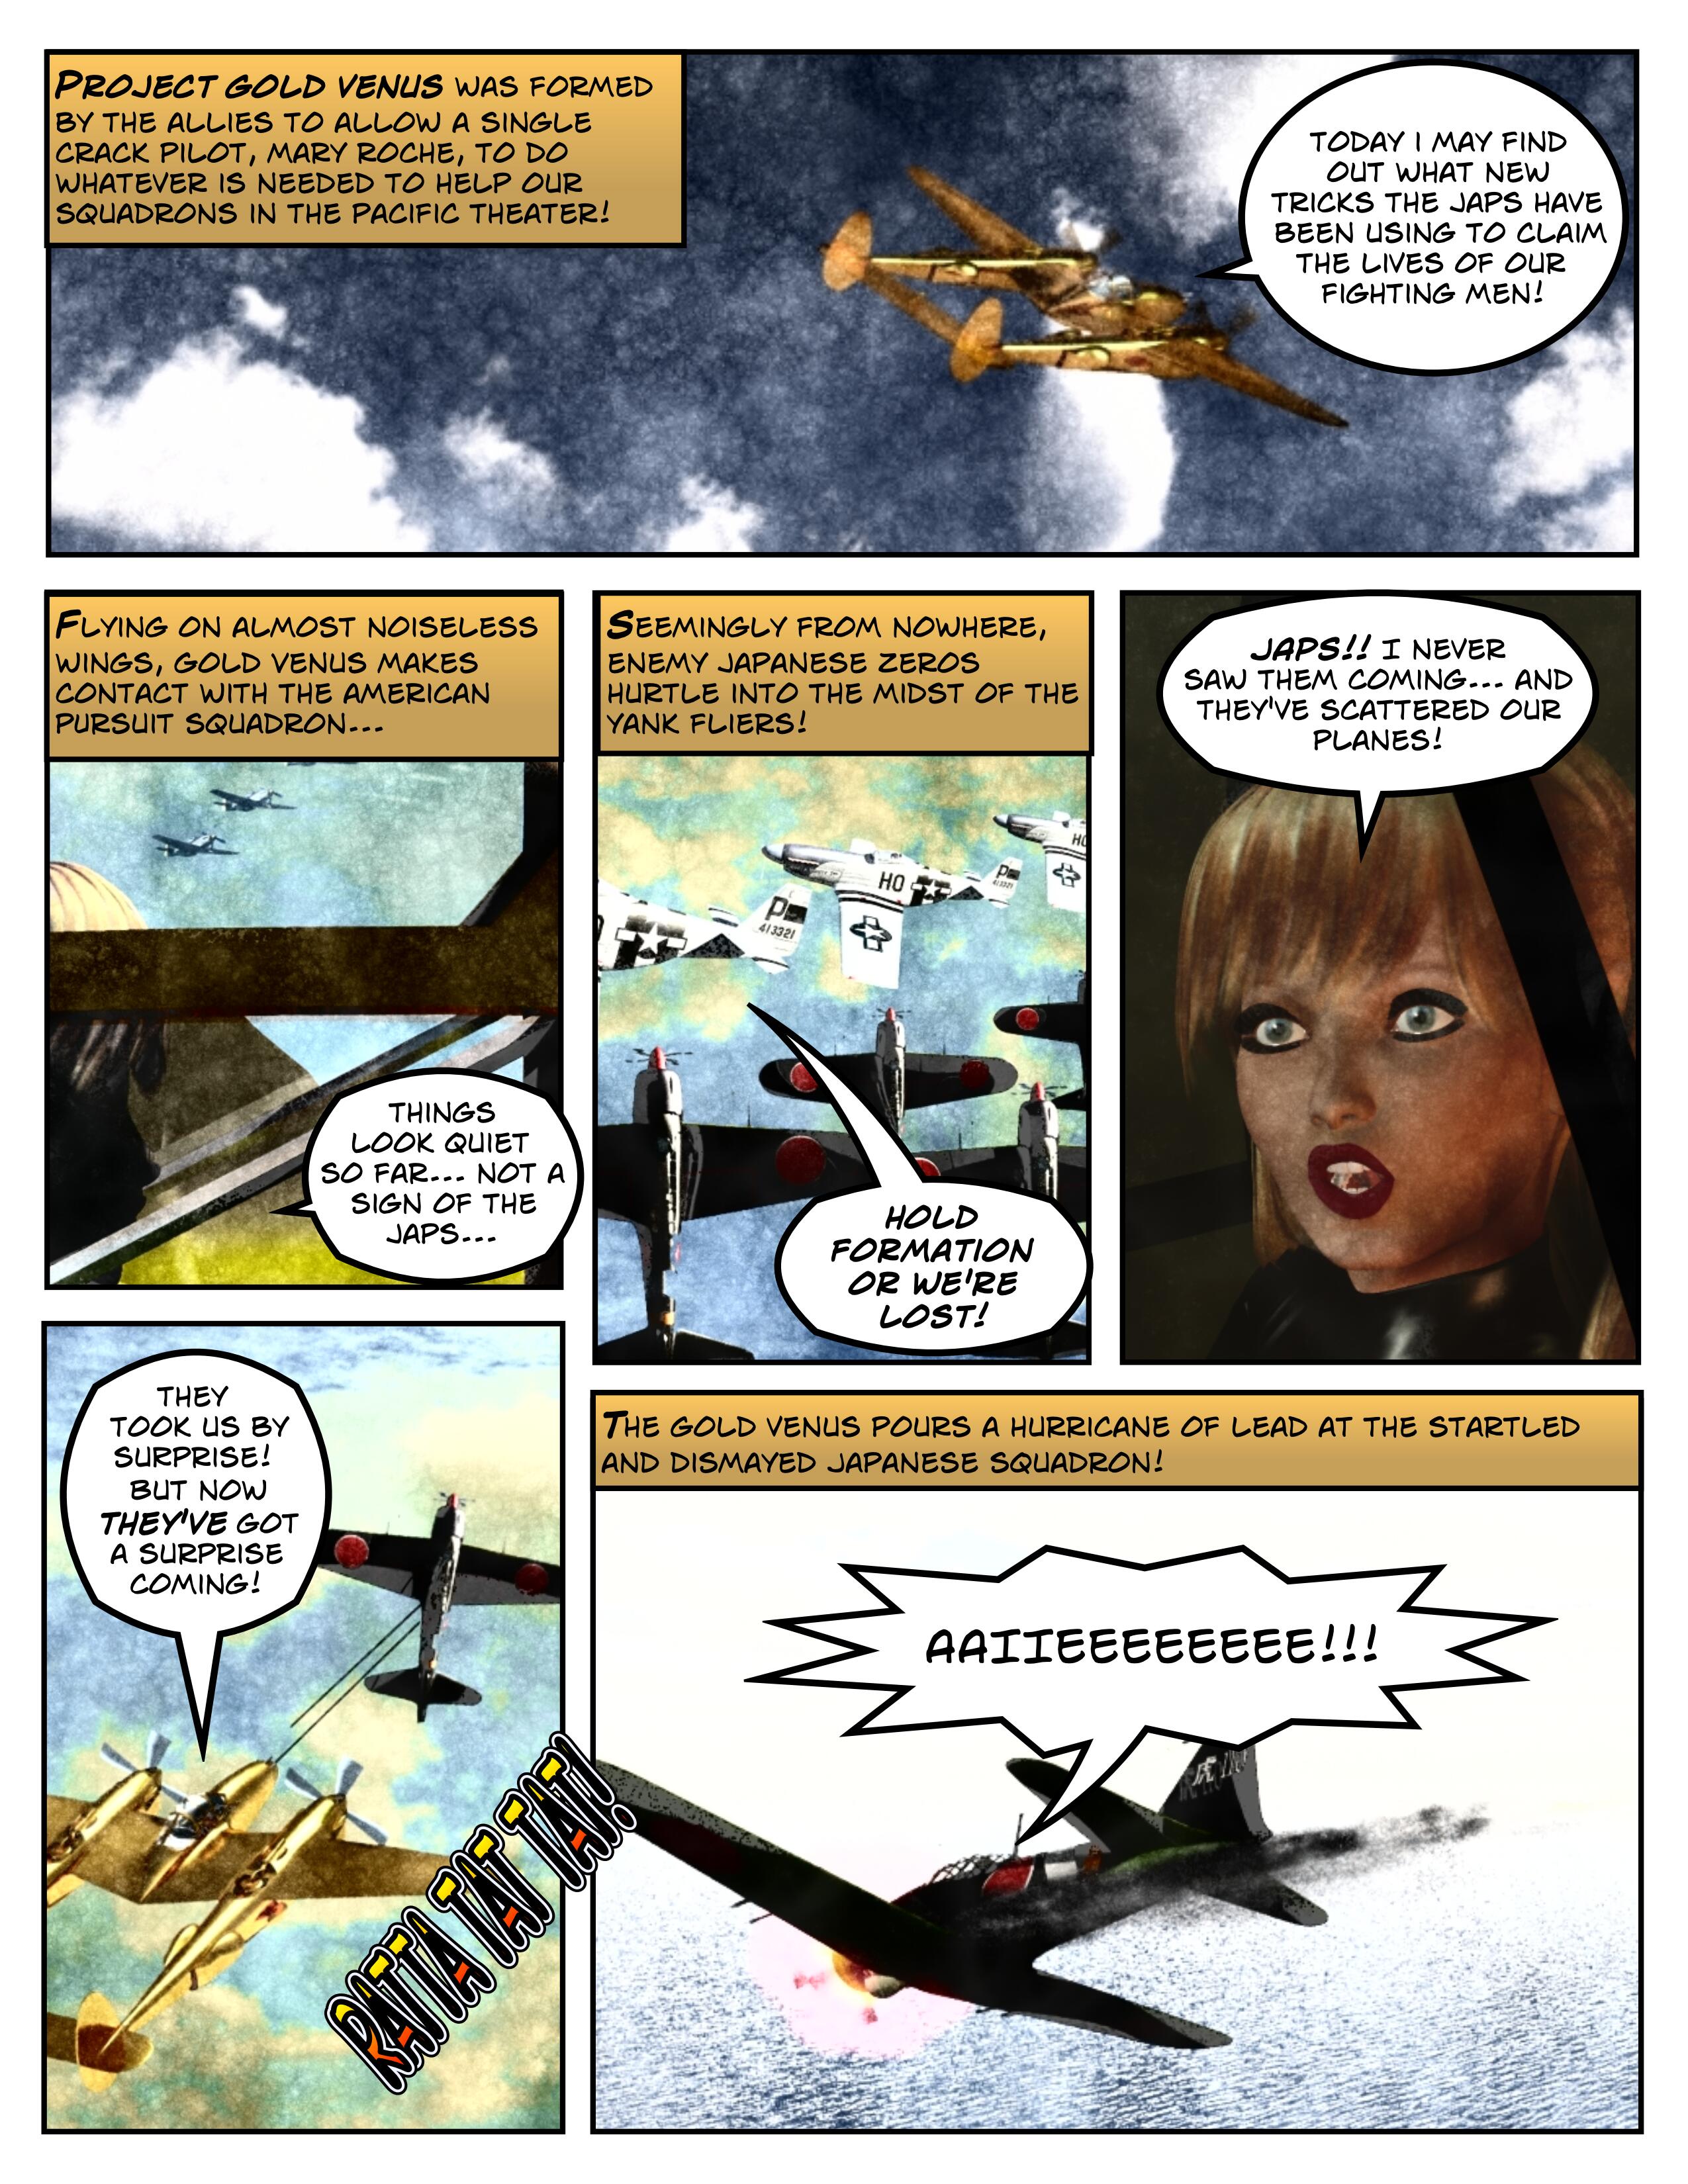 PROJECT GOLD VENUS WAS FORMED
BY THE ALLIES TO ALLOW A SINGLE
CRACK PILOT, MARY ROCHE, TO DO
WHATEVER IS NEEDED TO HELP OUR
SQUADRONS IN THE PACIFIC THEATER!
TODAY I MAY FIND
OUT WHAT NEW
TRICKS THE JAPS HAVE
BEEN USING TO CLAIM
THE LIVES OF OUR
FIGHTING MEN!
FLYING ON ALMOST NOISELESS
WINGS, GOLD VENUS MAKES
CONTACT WITH THE AMERICAN
PURSUIT SQUADRON...
THINGS
LOOK QUIET
SO FAR... NOT A
SIGN OF THE
JAPS...
SEEMINGLY FROM NOWHERE,
ENEMY JAPANESE ZEROS
HURTLE INTO THE MIDST OF THE
YANK FLIERS!
HO
HO
P
413321
P
413321
HOLD
FORMATION
OR WE'RE
LOST!
JAPS!! I NEVER
SAW THEM COMING... AND
THEY'VE SCATTERED OUR
PLANES!
THEY
TOOK US BY
SURPRISE!
BUT NOW
THEY'VE GOT
A SURPRISE
COMING!
RATTA TAT TAT!
THE GOLD VENUS POURS A HURRICANE OF LEAD AT THE STARTLED
AND DISMAYED JAPANESE SQUADRON!
AAIIEEEEEEEEE!!!
虎